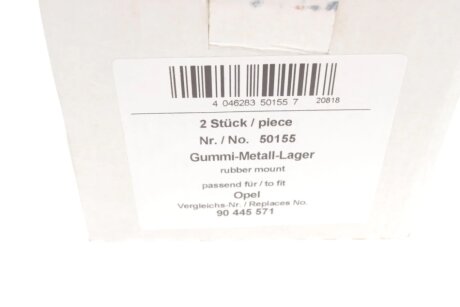 4 046283 50155 7 20818
2 Stück / piece
Nr. / No. 50155
Gummi-Metall-Lager
rubber mount
passend für / to fit
Opel
Vergleichs-Nr. / Replaces No.
90 445 571